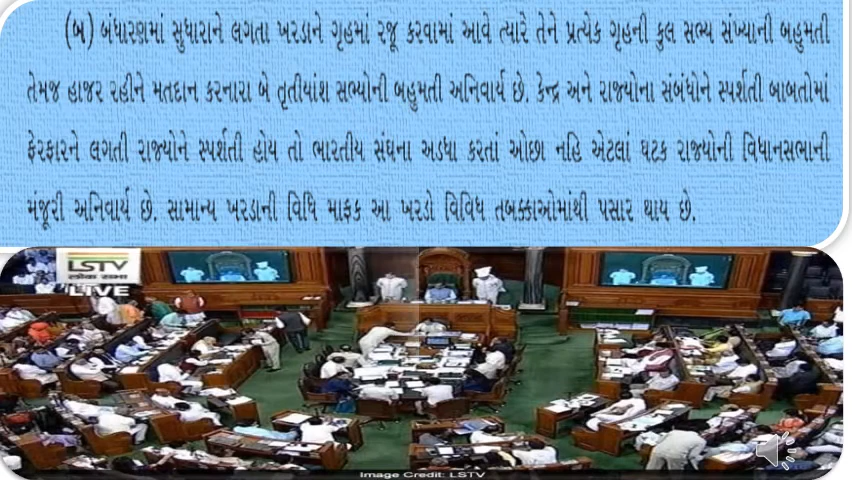 (બ) બંધારણમાં સુધારાને લગતા ખરડાને ગૃહમાં રજૂ કરવામાં આવે ત્યારે તેને પ્રત્યેક ગૃહની કુલ સભ્ય સંખ્યાની બહુમતી
તેમજ હાજર રહીને મતદાન કરનારા બે તૃતીયાંશ સભ્યોની બહુમતી અનિવાર્ય છે. કેન્દ્ર અને રાજ્યોના સંબંધોને સ્પર્શતી બાબતોમાં
ફેરફારને લગતી રાજ્યોને સ્પર્શતી હોય તો ભારતીય સંઘના અડધા કરતાં ઓછા નહિ એટલાં ઘટક રાજ્યોની વિધાનસભાની
મંજૂરી અનિવાર્ય છે. સામાન્ય ખરડાની વિધિ માફક આ ખરડો વિવિધ તબક્કાઓમાંથી પસાર થાય છે.
LSTV
लोक सभा
LIVE
Image Credit: LSTV